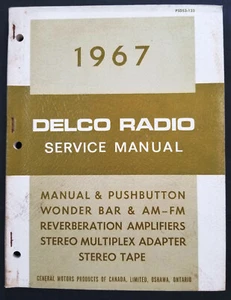 1967
DELCO RADIO
SERVICE MANUAL
MANUAL & PUSHBUTTON
WONDER BAR & AM-FM
REVERBERATION AMPLIFIERS
STEREO MULTIPLEX ADAPTER
STEREO TAPE
GENERAL MOTORS PRODUCTS OF CANADA, LIMITED, OSHAWA, ONTARIO